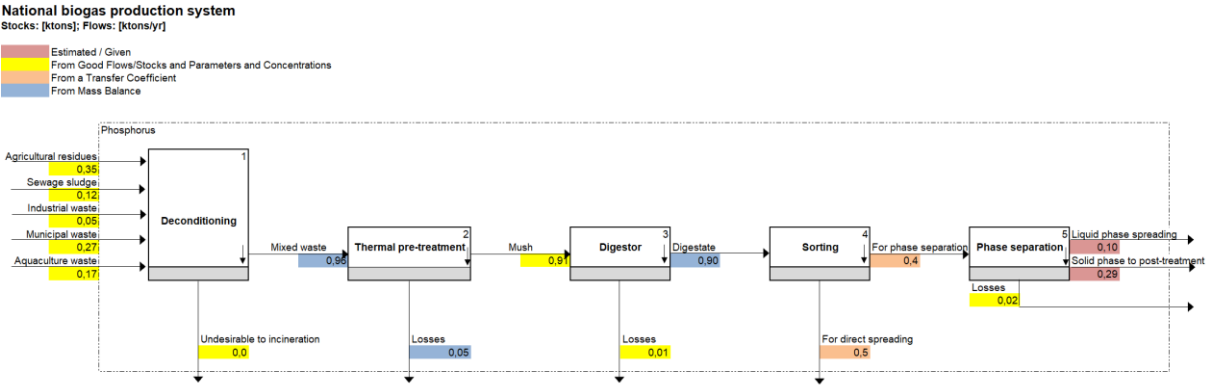 National biogas production system
Stocks: [ktons]; Flows: [ktons/yr]
Estimated / Given
From Good Flows/Stocks and Parameters and Concentrations
From a Transfer Coefficient
From Mass Balance
Phosphorus
Agricultural residues
0,35
Sewage sludge
0,12
Industrial waste
0,05
Municipal waste
0,27
Aquaculture waste
0,17
1
Deconditioning
Undesirable to incineration
0,0
Mixed waste
0,96
2
Thermal pre-treatment
Losses
0,05
Mush
0,91
3
Digestor
Losses
0,01
Digestate
0,90
4
Sorting
For direct spreading
0,5
For phase separation
0,4
5
Phase separation
Liquid phase spreading
0,10
Solid phase to post-treatment
0,29
Losses
0,02